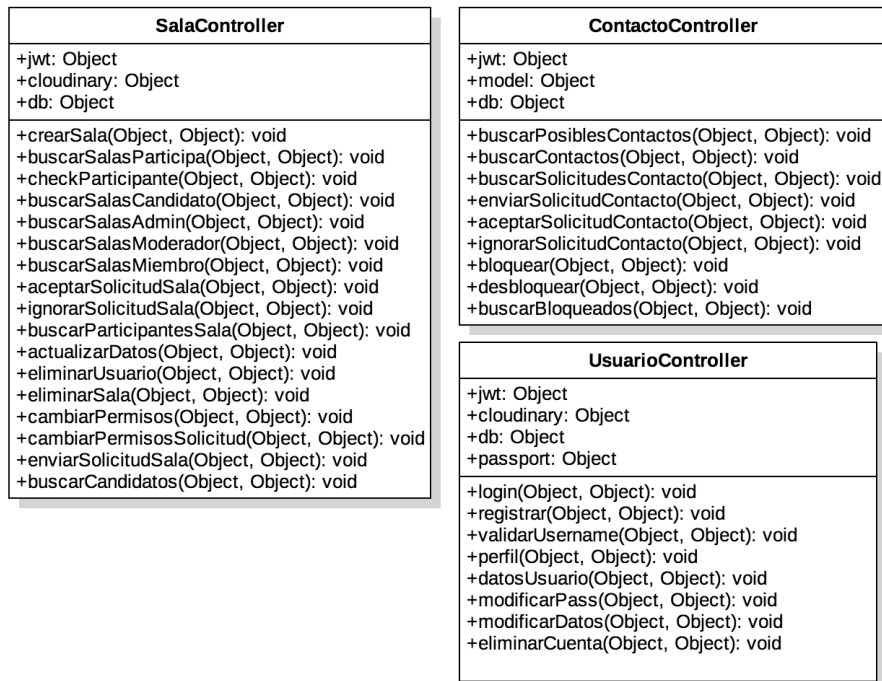 SalaController
+jwt: Object
+cloudinary: Object
+db: Object
+crearSala(Object, Object): void
+buscarSalasParticipa(Object, Object): void
+checkParticipante(Object, Object): void
+buscarSalasCandidato(Object, Object): void
+buscarSalasAdmin(Object, Object): void
+buscarSalasModerador(Object, Object): void
+buscarSalasMiembro(Object, Object): void
+aceptarSolicitudSala(Object, Object): void
+ignorarSolicitudSala(Object, Object): void
+buscarParticipantesSala(Object, Object): void
+actualizarDatos(Object, Object): void
+eliminarUsuario(Object, Object): void
+eliminarSala(Object, Object): void
+cambiarPermisos(Object, Object): void
+cambiarPermisosSolicitud(Object, Object): void
+enviarSolicitudSala(Object, Object): void
+buscarCandidatos(Object, Object): void
ContactoController
+jwt: Object
+model: Object
+db: Object
+buscarPosiblesContactos(Object, Object): void
+buscarContactos(Object, Object): void
+buscarSolicitudesContacto(Object, Object): void
+enviarSolicitudContacto(Object, Object): void
+aceptarSolicitudContacto(Object, Object): void
+ignorarSolicitudContacto(Object, Object): void
+bloquear(Object, Object): void
+desbloquear(Object, Object): void
+buscarBloqueados(Object, Object): void
UsuarioController
+jwt: Object
+cloudinary: Object
+db: Object
+passport: Object
+login(Object, Object): void
+registrar(Object, Object): void
+validarUsername(Object, Object): void
+perfil(Object, Object): void
+datosUsuario(Object, Object): void
+modificarPass(Object, Object): void
+modificarDatos(Object, Object): void
+eliminarCuenta(Object, Object): void